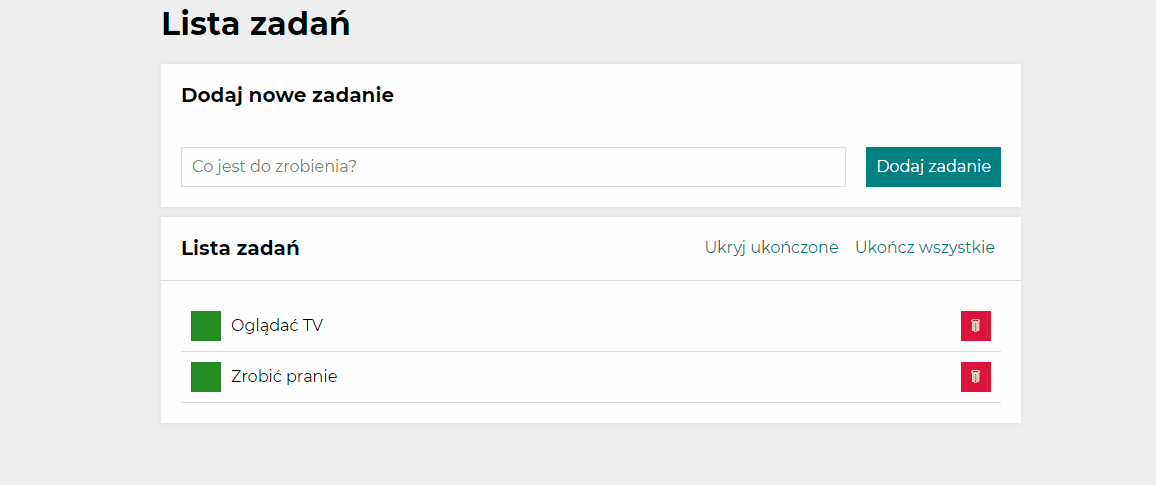 Lista zadań
Dodaj nowe zadanie
Co jest do zrobienia?
Dodaj zadanie
Lista zadań
Ukryj ukończone
Ukończ wszystkie
Oglądać TV
Zrobić pranie